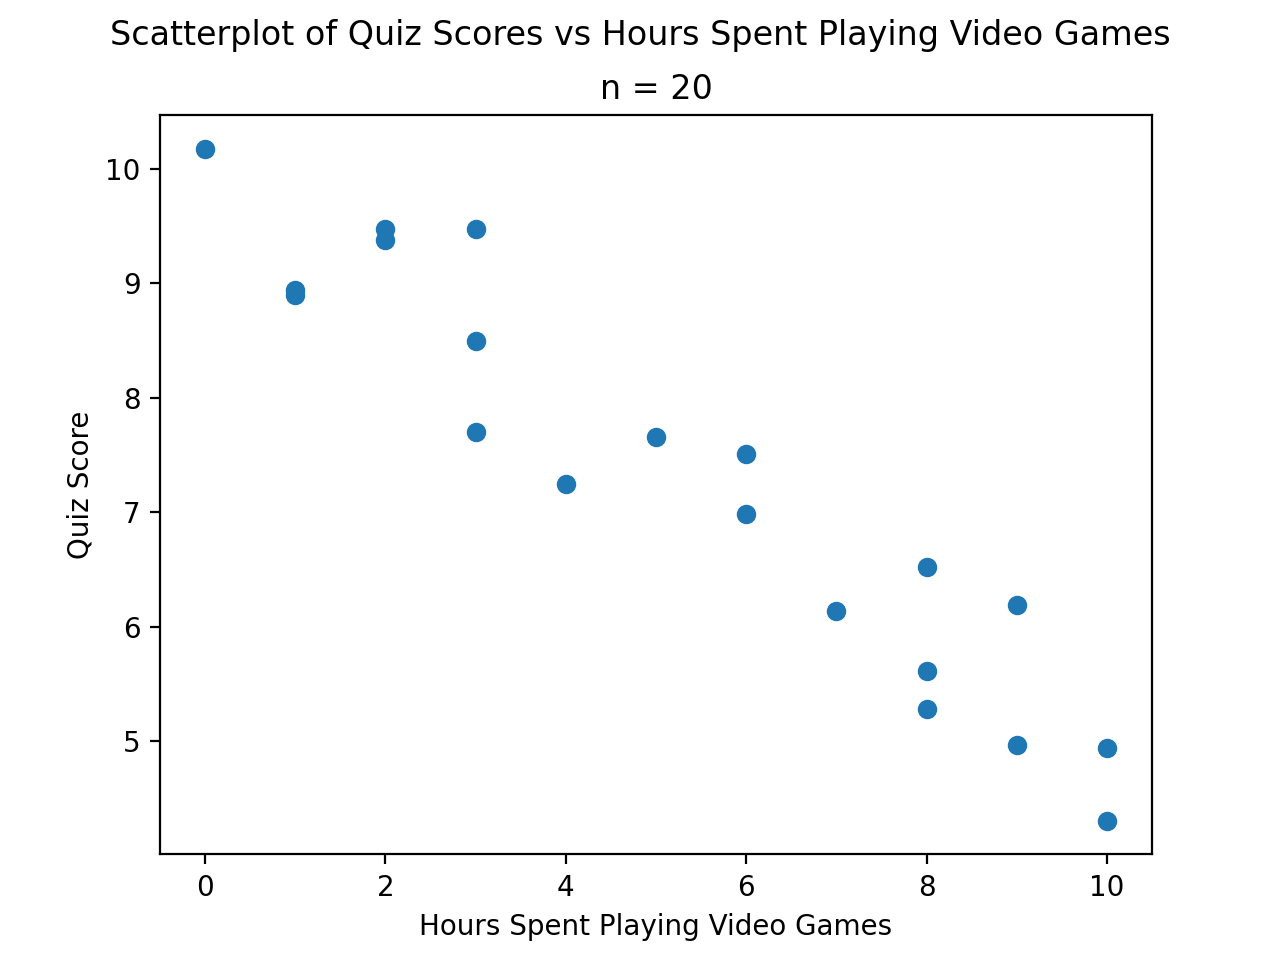 Scatterplot of Quiz Scores vs Hours Spent Playing Video Games
n = 20
10
9
8
7
6
5
Quiz Score
0 2 4 6 8 10
Hours Spent Playing Video Games